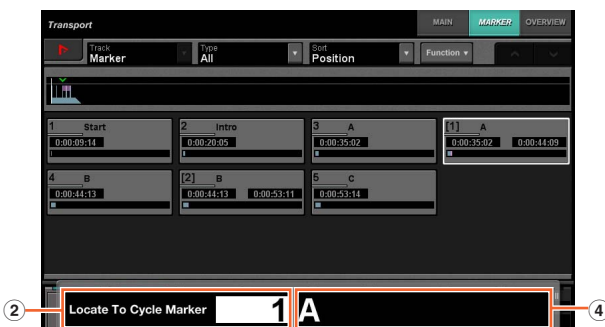 Transport MAIN MARKER OVERVIEW
Track Marker Type All Sort Position Function
1 Start 2 Intro 3 A [1] A
0:00:09:14 0:00:20:05 0:00:35:02 0:00:35:02 0:00:44:09
4 B [2] B 5 C
0:00:44:13 0:00:44:13 0:00:53:11 0:00:53:14
2 Locate To Cycle Marker 1 A 4